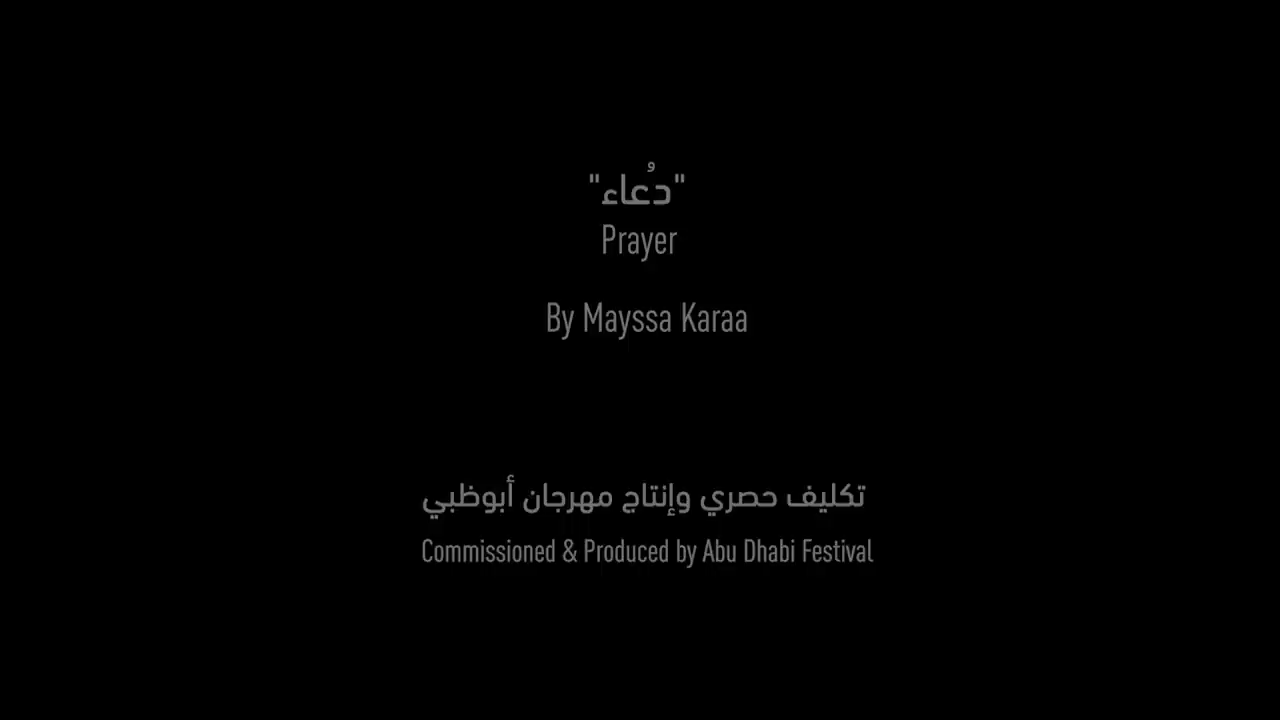 "دُعاء"
Prayer
By Mayssa Karaa
تكليف حصري وإنتاج مهرجان أبوظبي
Commissioned & Produced by Abu Dhabi Festival